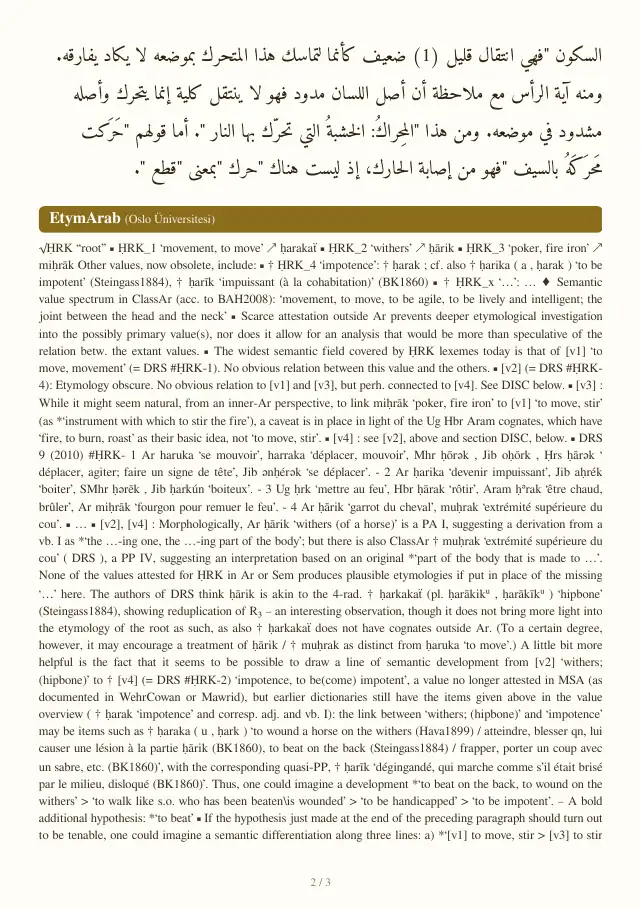 السكون "فهي انتقال قليل (1) ضعيف كأنما لتماسك هذا المتحرك بموضعه لا يكاد يفارقه.
ومنه آية الرأس مع ملاحظة أن أصل اللسان مدود فهو لا ينتقل كلية إنما يتحرك وأصله
مشدود في موضعه. ومن هذا "المِحراكُ: الخشبةُ التي تحرّك بها النار ". أما قولهم "حَرَكت
مَحرَكَهُ بالسيف "فهو من إصابة الحارك، إذ ليست هناك "حرك "بمعنى "قطع ".
EtymArab (Oslo Üniversitesi)
√ḤRK “root” ▪ ḤRK_1 ‘movement, to move’ ↗ ḥarakaẗ ▪ ḤRK_2 ‘withers’ ↗ ḥārik ▪ ḤRK_3 ‘poker, fire iron’ ↗
miḥrāk Other values, now obsolete, include: ▪ † ḤRK_4 ‘impotence’: † ḥarak ; cf. also † ḥarika ( a , ḥarak ) ‘to be
impotent’ (Steingass1884), † ḥarīk ‘impuissant (à la cohabitation)’ (BK1860) ▪ † ḤRK_x ‘…’: … ♦ Semantic
value spectrum in ClassAr (acc. to BAH2008): ‘movement, to move, to be agile, to be lively and intelligent; the
joint between the head and the neck’ ▪ Scarce attestation outside Ar prevents deeper etymological investigation
into the possibly primary value(s), nor does it allow for an analysis that would be more than speculative of the
relation betw. the extant values. ▪ The widest semantic field covered by ḤRK lexemes today is that of [v1] ‘to
move, movement’ (= DRS #ḤRK-1). No obvious relation between this value and the others. ▪ [v2] (= DRS #ḤRK-
4): Etymology obscure. No obvious relation to [v1] and [v3], but perh. connected to [v4]. See DISC below. ▪ [v3] :
While it might seem natural, from an inner-Ar perspective, to link miḥrāk ‘poker, fire iron’ to [v1] ‘to move, stir’
(as *‘instrument with which to stir the fire’), a caveat is in place in light of the Ug Hbr Aram cognates, which have
‘fire, to burn, roast’ as their basic idea, not ‘to move, stir’. ▪ [v4] : see [v2], above and section DISC, below. ▪ DRS
9 (2010) #ḤRK- 1 Ar haruka ‘se mouvoir’, harraka ‘déplacer, mouvoir’, Mhr ḥōrək , Jib oḥōrk , Ḥrs ḥārək ‘
déplacer, agiter; faire un signe de tête’, Jib ənḥérək ‘se déplacer’. - 2 Ar ḥarika ‘devenir impuissant’, Jib aḥrék
‘boiter’, SMhr ḥərēk , Jib ḥarkún ‘boiteux’. - 3 Ug ḥrk ‘mettre au feu’, Hbr ḥārak ‘rôtir’, Aram ḥᵃrak ‘être chaud,
brûler’, Ar miḥrāk ‘fourgon pour remuer le feu’. - 4 Ar ḥārik ‘garrot du cheval’, muḥrak ‘extrémité supérieure du
cou’. ▪ … ▪ [v2], [v4] : Morphologically, Ar ḥārik ‘withers (of a horse)’ is a PA I, suggesting a derivation from a
vb. I as *‘the …-ing one, the …-ing part of the body’; but there is also ClassAr † muḥrak ‘extrémité supérieure du
cou’ ( DRS ), a PP IV, suggesting an interpretation based on an original *‘part of the body that is made to …’.
None of the values attested for ḤRK in Ar or Sem produces plausible etymologies if put in place of the missing
‘…’ here. The authors of DRS think ḥārik is akin to the 4-rad. † ḥarkakaẗ (pl. ḥarākikᵘ , ḥarākīkᵘ ) ‘hipbone’
(Steingass1884), showing reduplication of R₃ – an interesting observation, though it does not bring more light into
the etymology of the root as such, as also † ḥarkakaẗ does not have cognates outside Ar. (To a certain degree,
however, it may encourage a treatment of ḥārik / † muḥrak as distinct from ḥaruka ‘to move’.) A little bit more
helpful is the fact that it seems to be possible to draw a line of semantic development from [v2] ‘withers;
(hipbone)’ to † [v4] (= DRS #ḤRK-2) ‘impotence, to be(come) impotent’, a value no longer attested in MSA (as
documented in WehrCowan or Mawrid), but earlier dictionaries still have the items given above in the value
overview ( † ḥarak ‘impotence’ and corresp. adj. and vb. I): the link between ‘withers; (hipbone)’ and ‘impotence’
may be items such as † ḥaraka ( u , ḥark ) ‘to wound a horse on the withers (Hava1899) / atteindre, blesser qn, lui
causer une lésion à la partie ḥārik (BK1860), to beat on the back (Steingass1884) / frapper, porter un coup avec
un sabre, etc. (BK1860)’, with the corresponding quasi-PP, † ḥarīk ‘dégingandé, qui marche comme s’il était brisé
par le milieu, disloqué (BK1860)’. Thus, one could imagine a development *‘to beat on the back, to wound on the
withers’ > ‘to walk like s.o. who has been beaten\is wounded’ > ‘to be handicapped’ > ‘to be impotent’. – A bold
additional hypothesis: *‘to beat’ ▪ If the hypothesis just made at the end of the preceding paragraph should turn out
to be tenable, one could imagine a semantic differentiation along three lines: a) *‘[v1] to move, stir > [v3] to stir
2 / 3